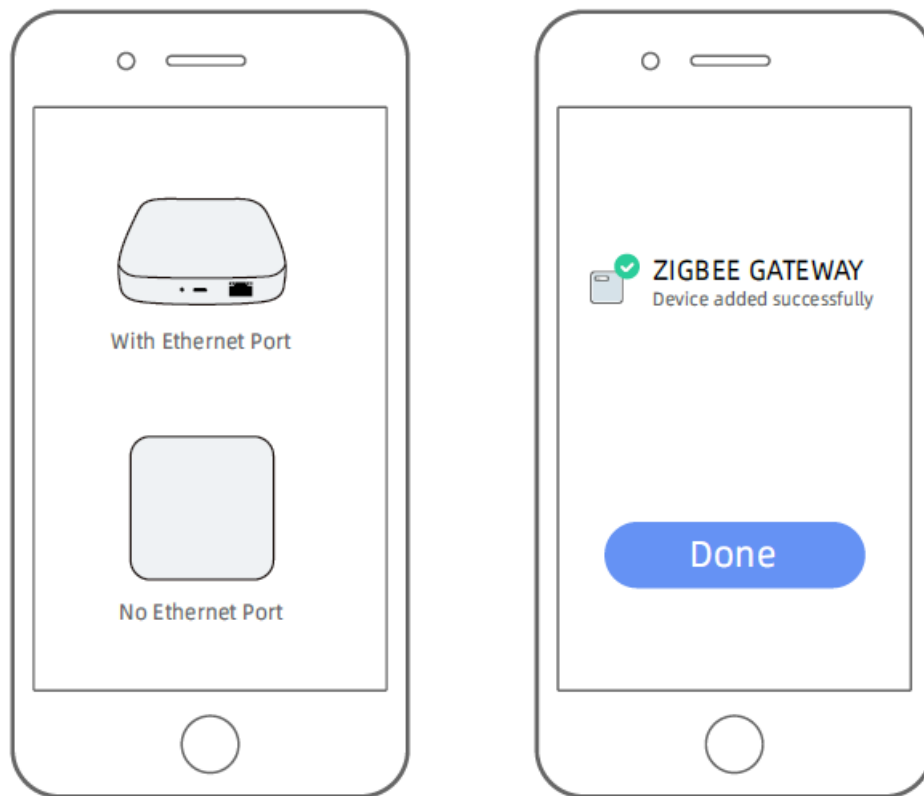 With Ethernet Port
No Ethernet Port
ZIGBEE GATEWAY
Device added successfully
Done